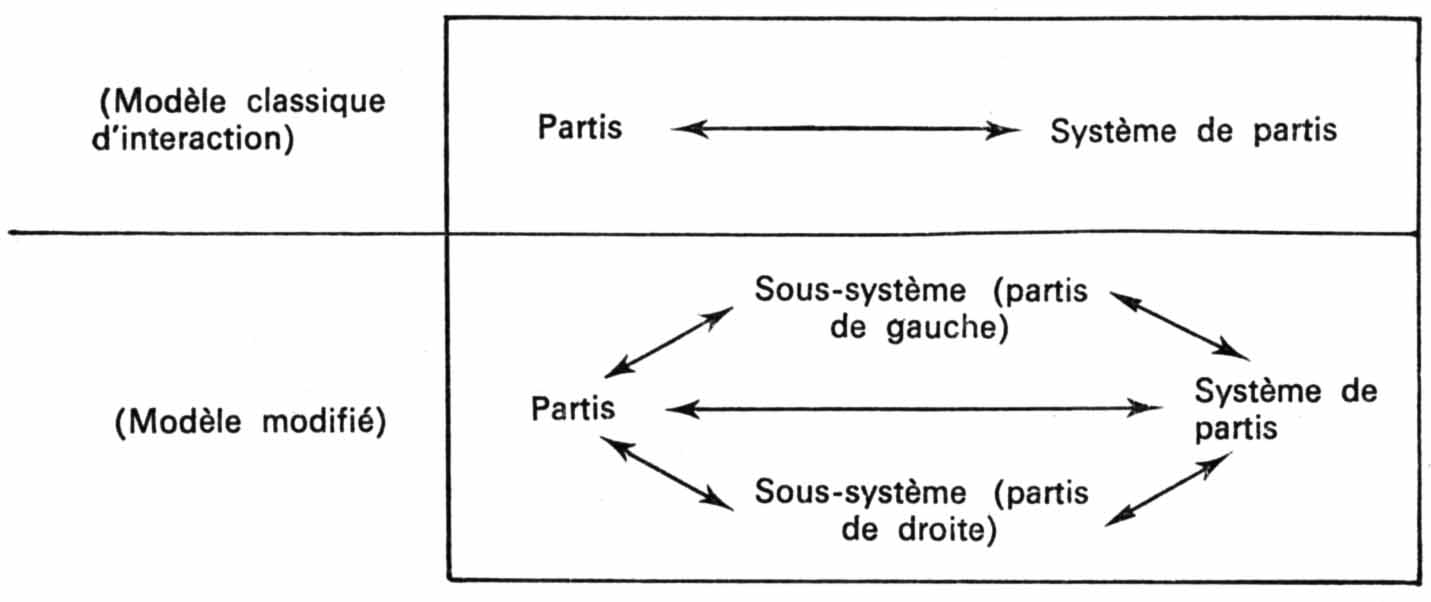 (Modèle classique
d'interaction)
Partis
Système de partis
Sous-système (partis
de gauche)
(Modèle modifié)
Partis
Système de
partis
Sous-système (partis
de droite)